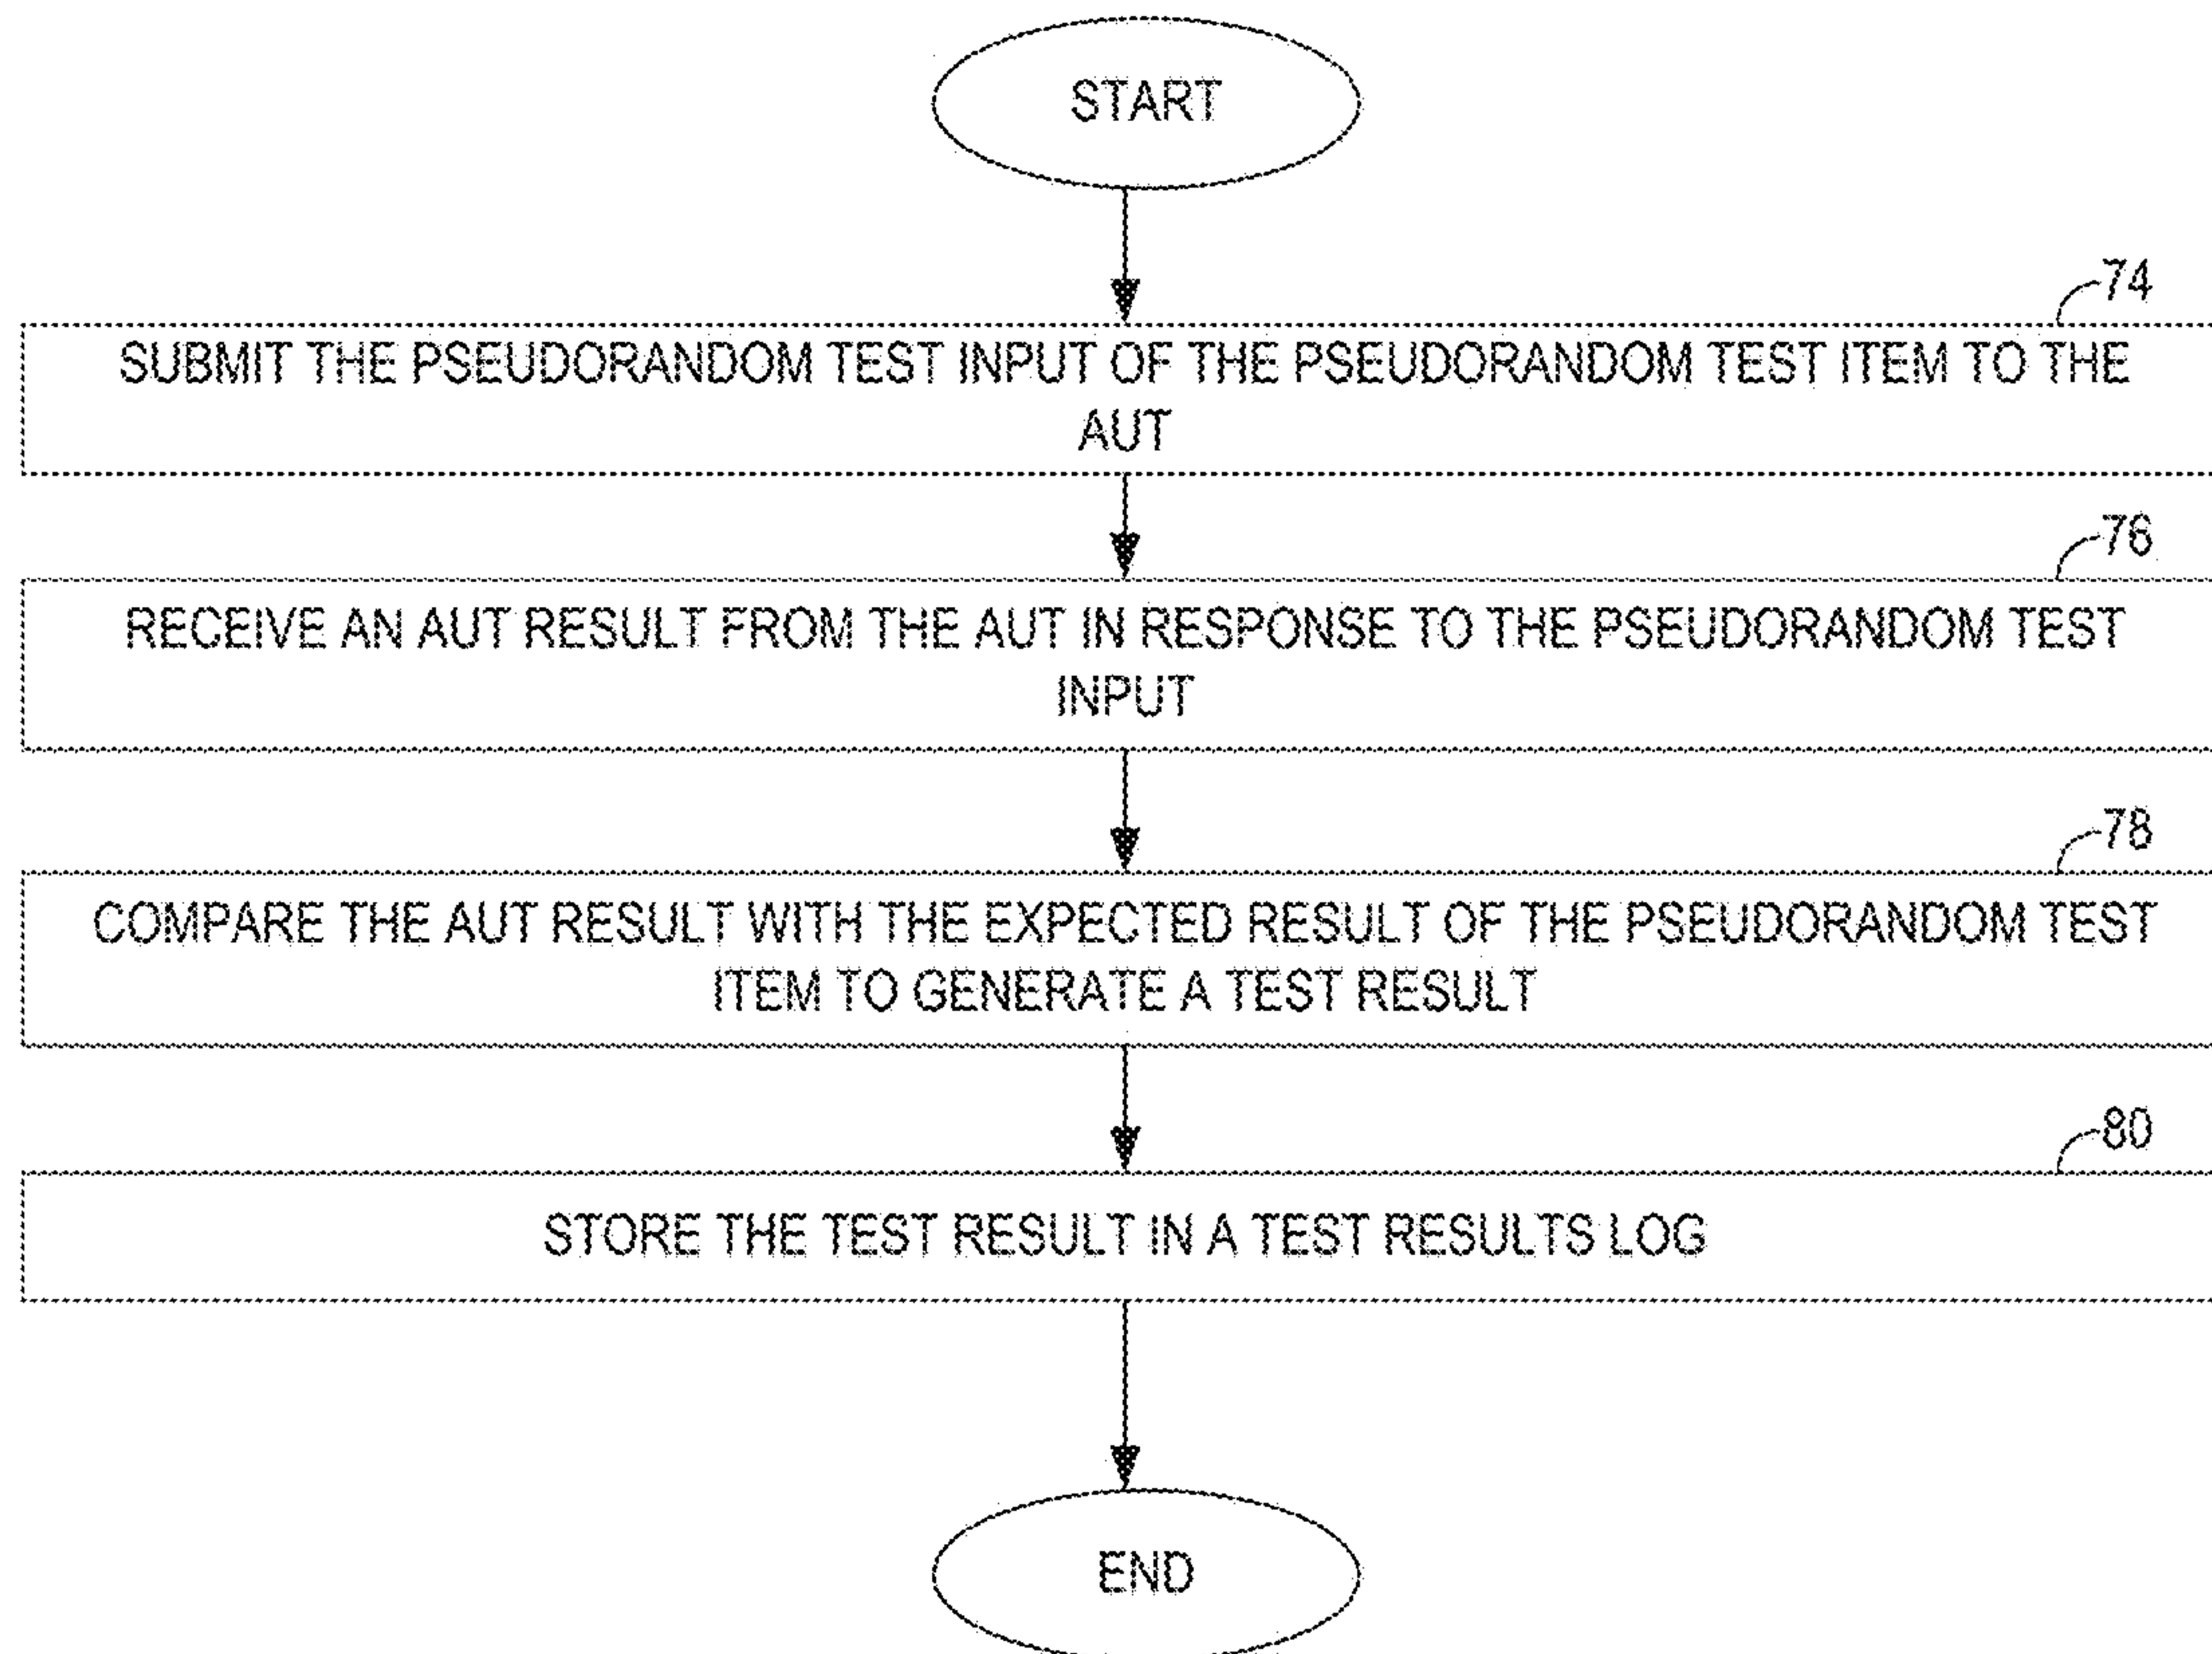 START
74
SUBMIT THE PSEUDORANDOM TEST INPUT OF THE PSEUDORANDOM TEST ITEM TO THE
AUT
76
RECEIVE AN AUT RESULT FROM THE AUT IN RESPONSE TO THE PSEUDORANDOM TEST
INPUT
78
COMPARE THE AUT RESULT WITH THE EXPECTED RESULT OF THE PSEUDORANDOM TEST
ITEM TO GENERATE A TEST RESULT
80
STORE THE TEST RESULT IN A TEST RESULTS LOG
END